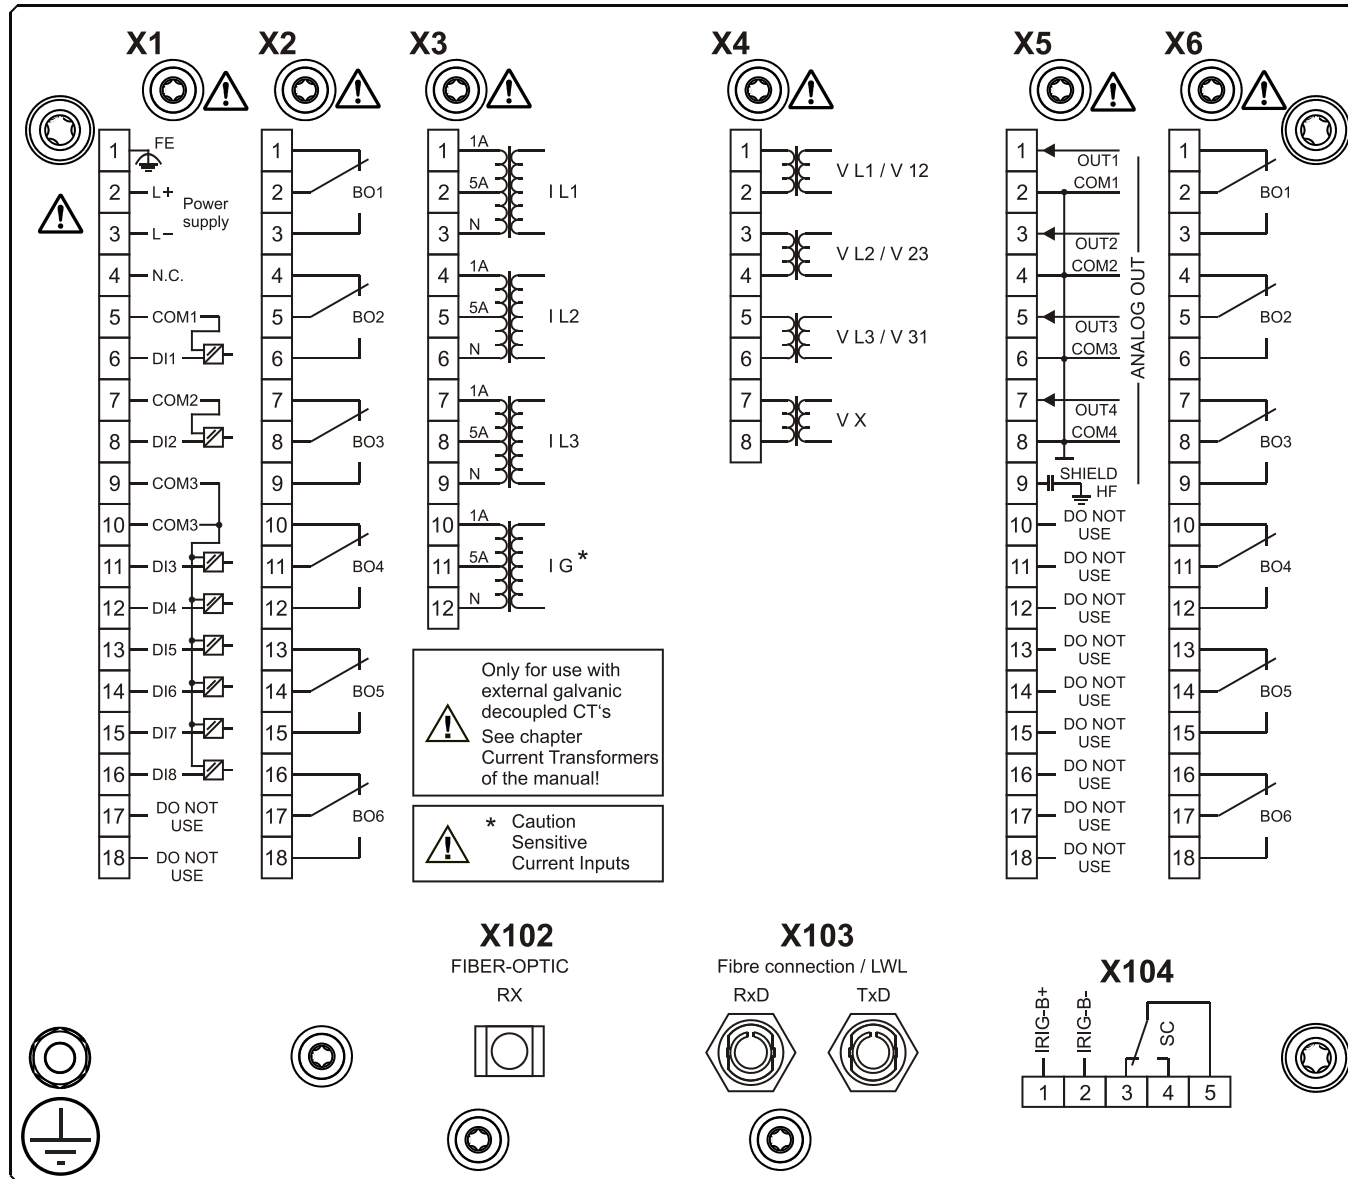 X1
1
FE
2
L+
Power
supply
3
L–
4
N.C.
5
COM1
6
DI1
7
COM2
8
DI2
9
COM3
10
COM3
11
DI3
12
DI4
13
DI5
14
DI6
15
DI7
16
DI8
17
DO NOT
USE
18
DO NOT
USE
X2
1
2
BO1
3
4
5
BO2
6
7
8
BO3
9
10
11
BO4
12
13
14
BO5
15
16
17
BO6
18
X3
1
1A
2
5A
I L1
3
N
4
1A
5
5A
I L2
6
N
7
1A
8
5A
I L3
9
N
10
1A
11
5A
I G*
12
N
Only for use with
external galvanic
decoupled CT's
See chapter
Current Transformers
of the manual!
* Caution
Sensitive
Current Inputs
X4
1
V L1 / V 12
2
3
V L2 / V 23
4
5
V L3 / V 31
6
7
V X
8
X5
1
OUT1
2
COM1
3
OUT2
4
COM2
5
OUT3
6
COM3
7
OUT4
8
COM4
ANALOG OUT
9
SHIELD
HF
10
DO NOT
USE
11
DO NOT
USE
12
DO NOT
USE
13
DO NOT
USE
14
DO NOT
USE
15
DO NOT
USE
16
DO NOT
USE
17
DO NOT
USE
18
DO NOT
USE
X6
1
2
BO1
3
4
5
BO2
6
7
8
BO3
9
10
11
BO4
12
13
14
BO5
15
16
17
BO6
18
X102
FIBER-OPTIC
RX
X103
Fibre connection / LWL
RxD TxD
X104
IRIG-B+
IRIG-B-
SC
1 2 3 4 5